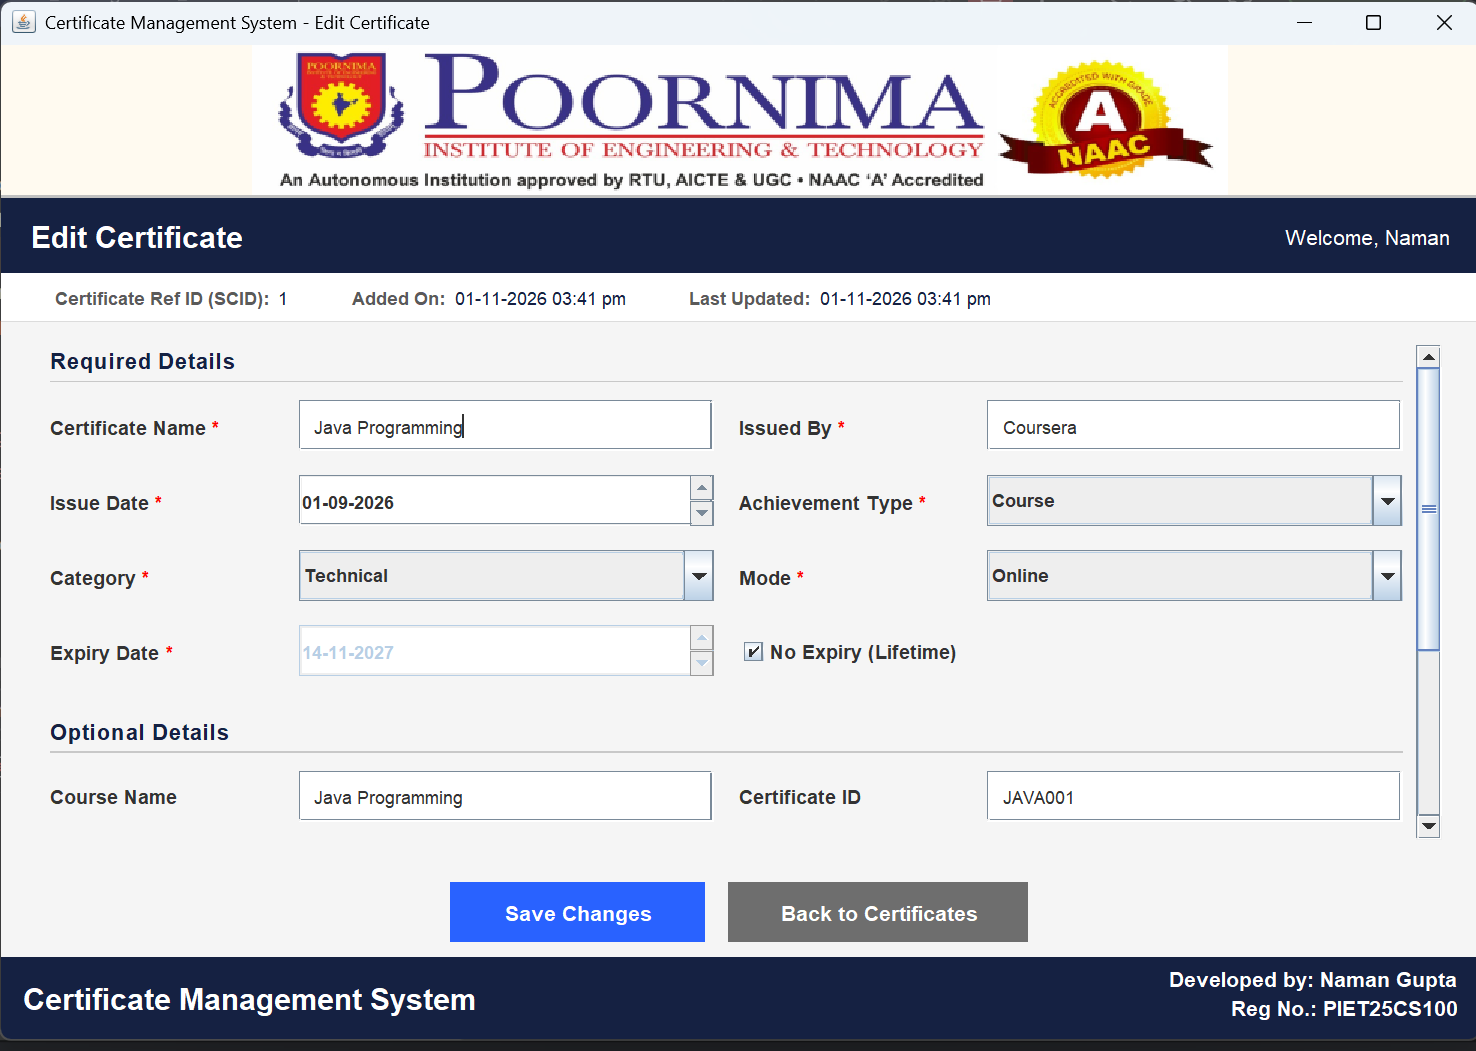 Certificate Management System - Edit Certificate
POORNIMA
POORNIMA
INSTITUTE OF ENGINEERING & TECHNOLOGY
An Autonomous Institution approved by RTU, AICTE & UGC • NAAC 'A' Accredited
ACCREDITED WITH GRADE
A
NAAC
Edit Certificate
Welcome, Naman
Certificate Ref ID (SCID): 1 Added On: 01-11-2026 03:41 pm Last Updated: 01-11-2026 03:41 pm
Required Details
Certificate Name * Java Programming Issued By * Coursera
Issue Date * 01-09-2026 Achievement Type * Course
Category * Technical Mode * Online
Expiry Date * 14-11-2027 No Expiry (Lifetime)
Optional Details
Course Name Java Programming Certificate ID JAVA001
Save Changes Back to Certificates
Certificate Management System
Developed by: Naman Gupta
Reg No.: PIET25CS100